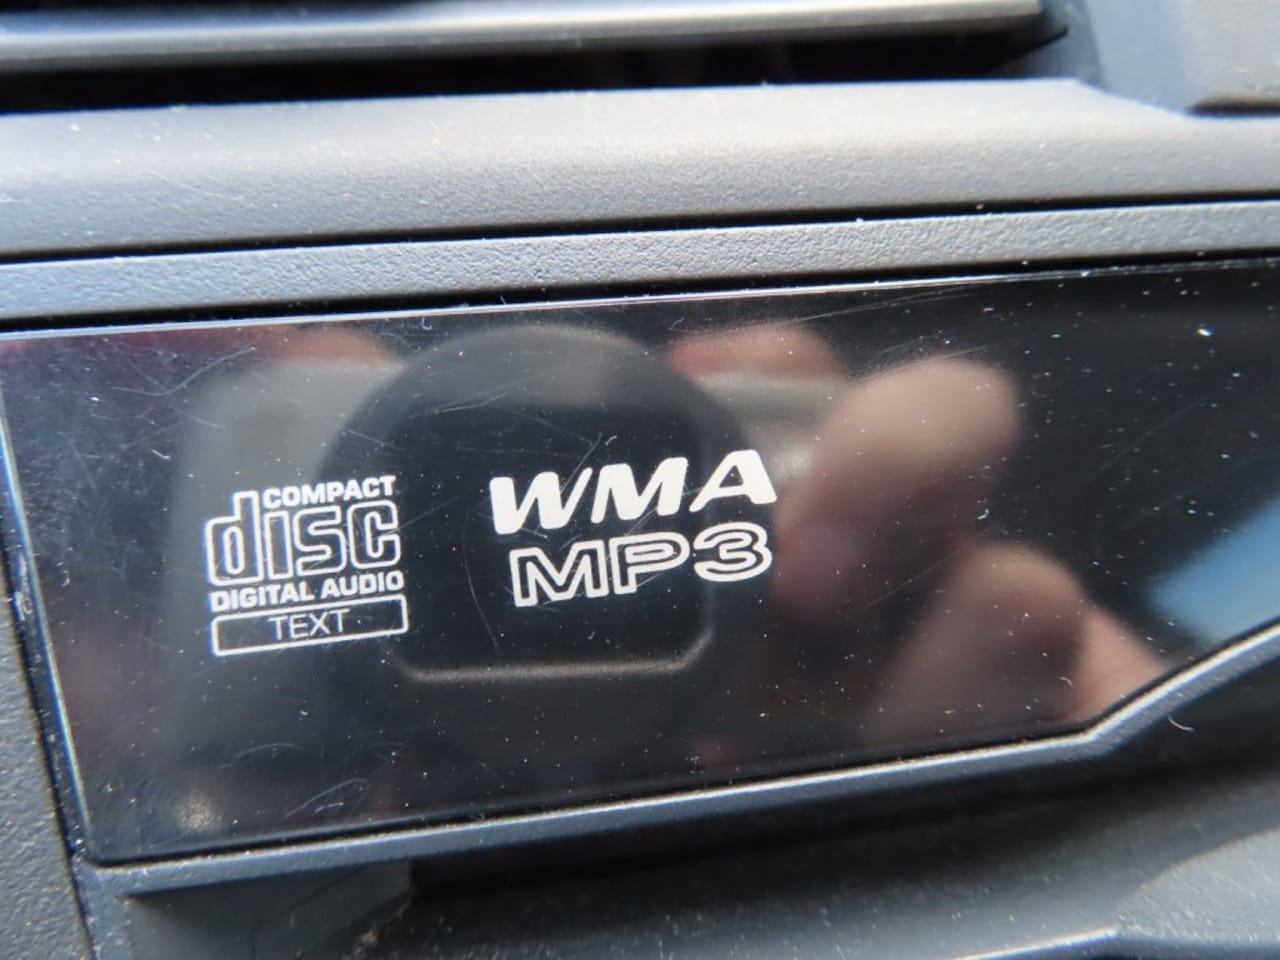 COMPACT
disc
DIGITAL AUDIO
TEXT
WMA
MP3